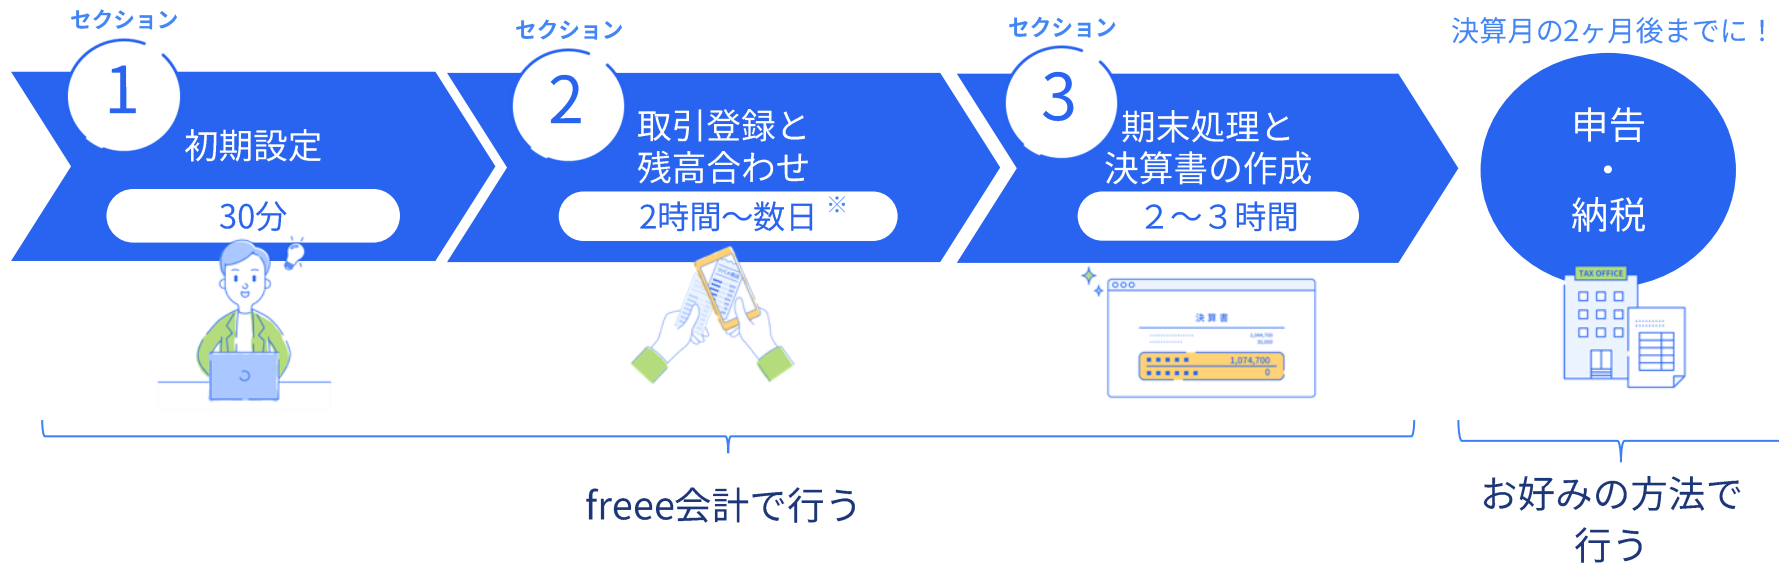 セクション
1
初期設定
30分
セクション
2
取引登録と
残高合わせ
2時間～数日 ※
セクション
3
期末処理と
決算書の作成
２～３時間
決算月の2ヶ月後までに！
申告
・
納税
決算書
1,074,700
0
TAX OFFICE
freee会計で行う
お好みの方法で
行う